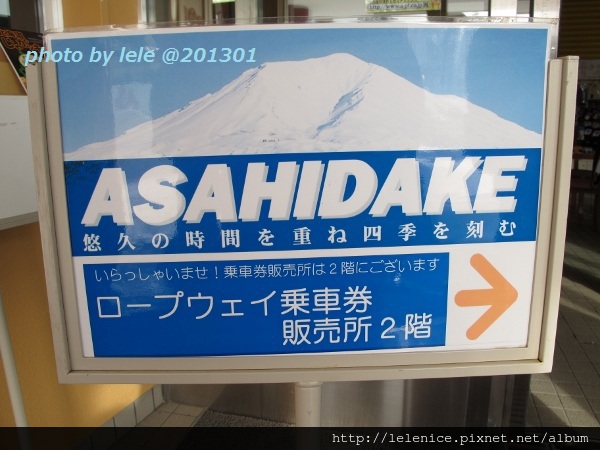 photo by lele @201301
ASAHIDAKE
悠久の時間を重ね四季を刻む
いらっしゃいませ!乗車券販売所は2階にございます
ロープウェイ乗車券
販売所2階
http://lelenice.pixnet.net/album